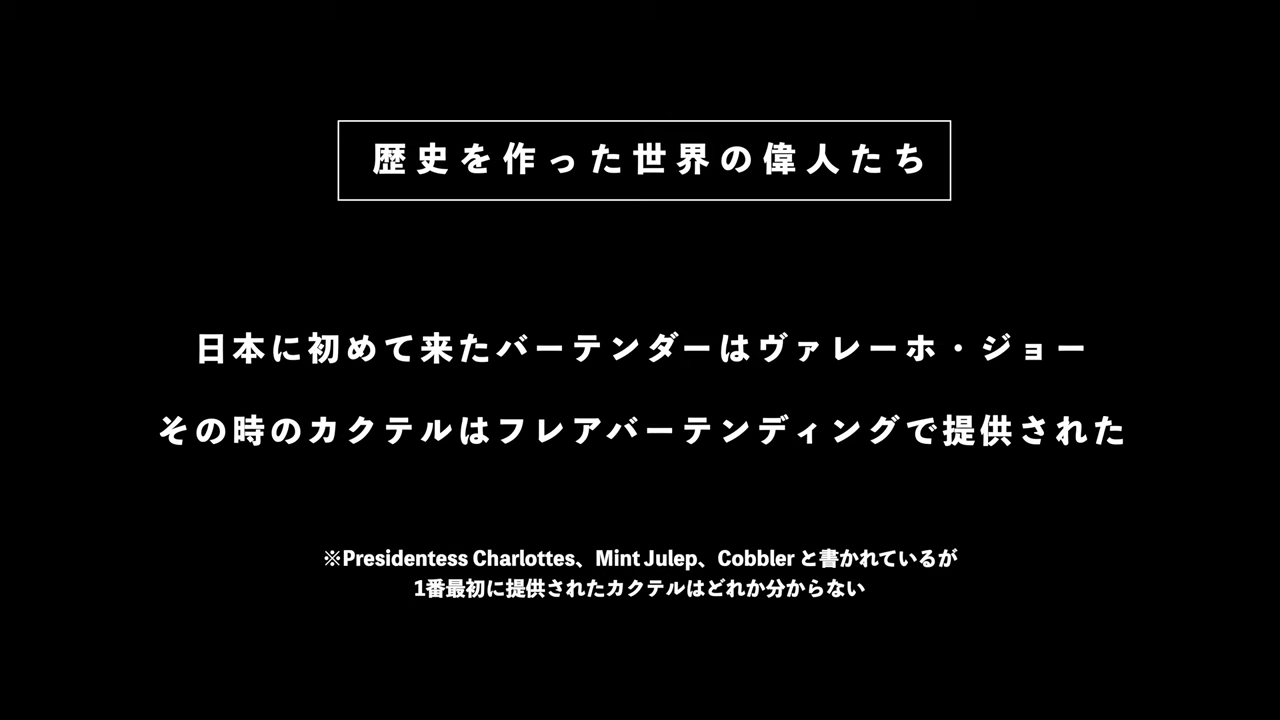 歴史を作った世界の偉人たち
日本に初めて来たバーテンダーはヴァレーホ・ジョー
その時のカクテルはフレアバーテンディングで提供された
※Presidentess Charlottes、Mint Julep、Cobbler と書かれているが
1番最初に提供されたカクテルはどれか分からない